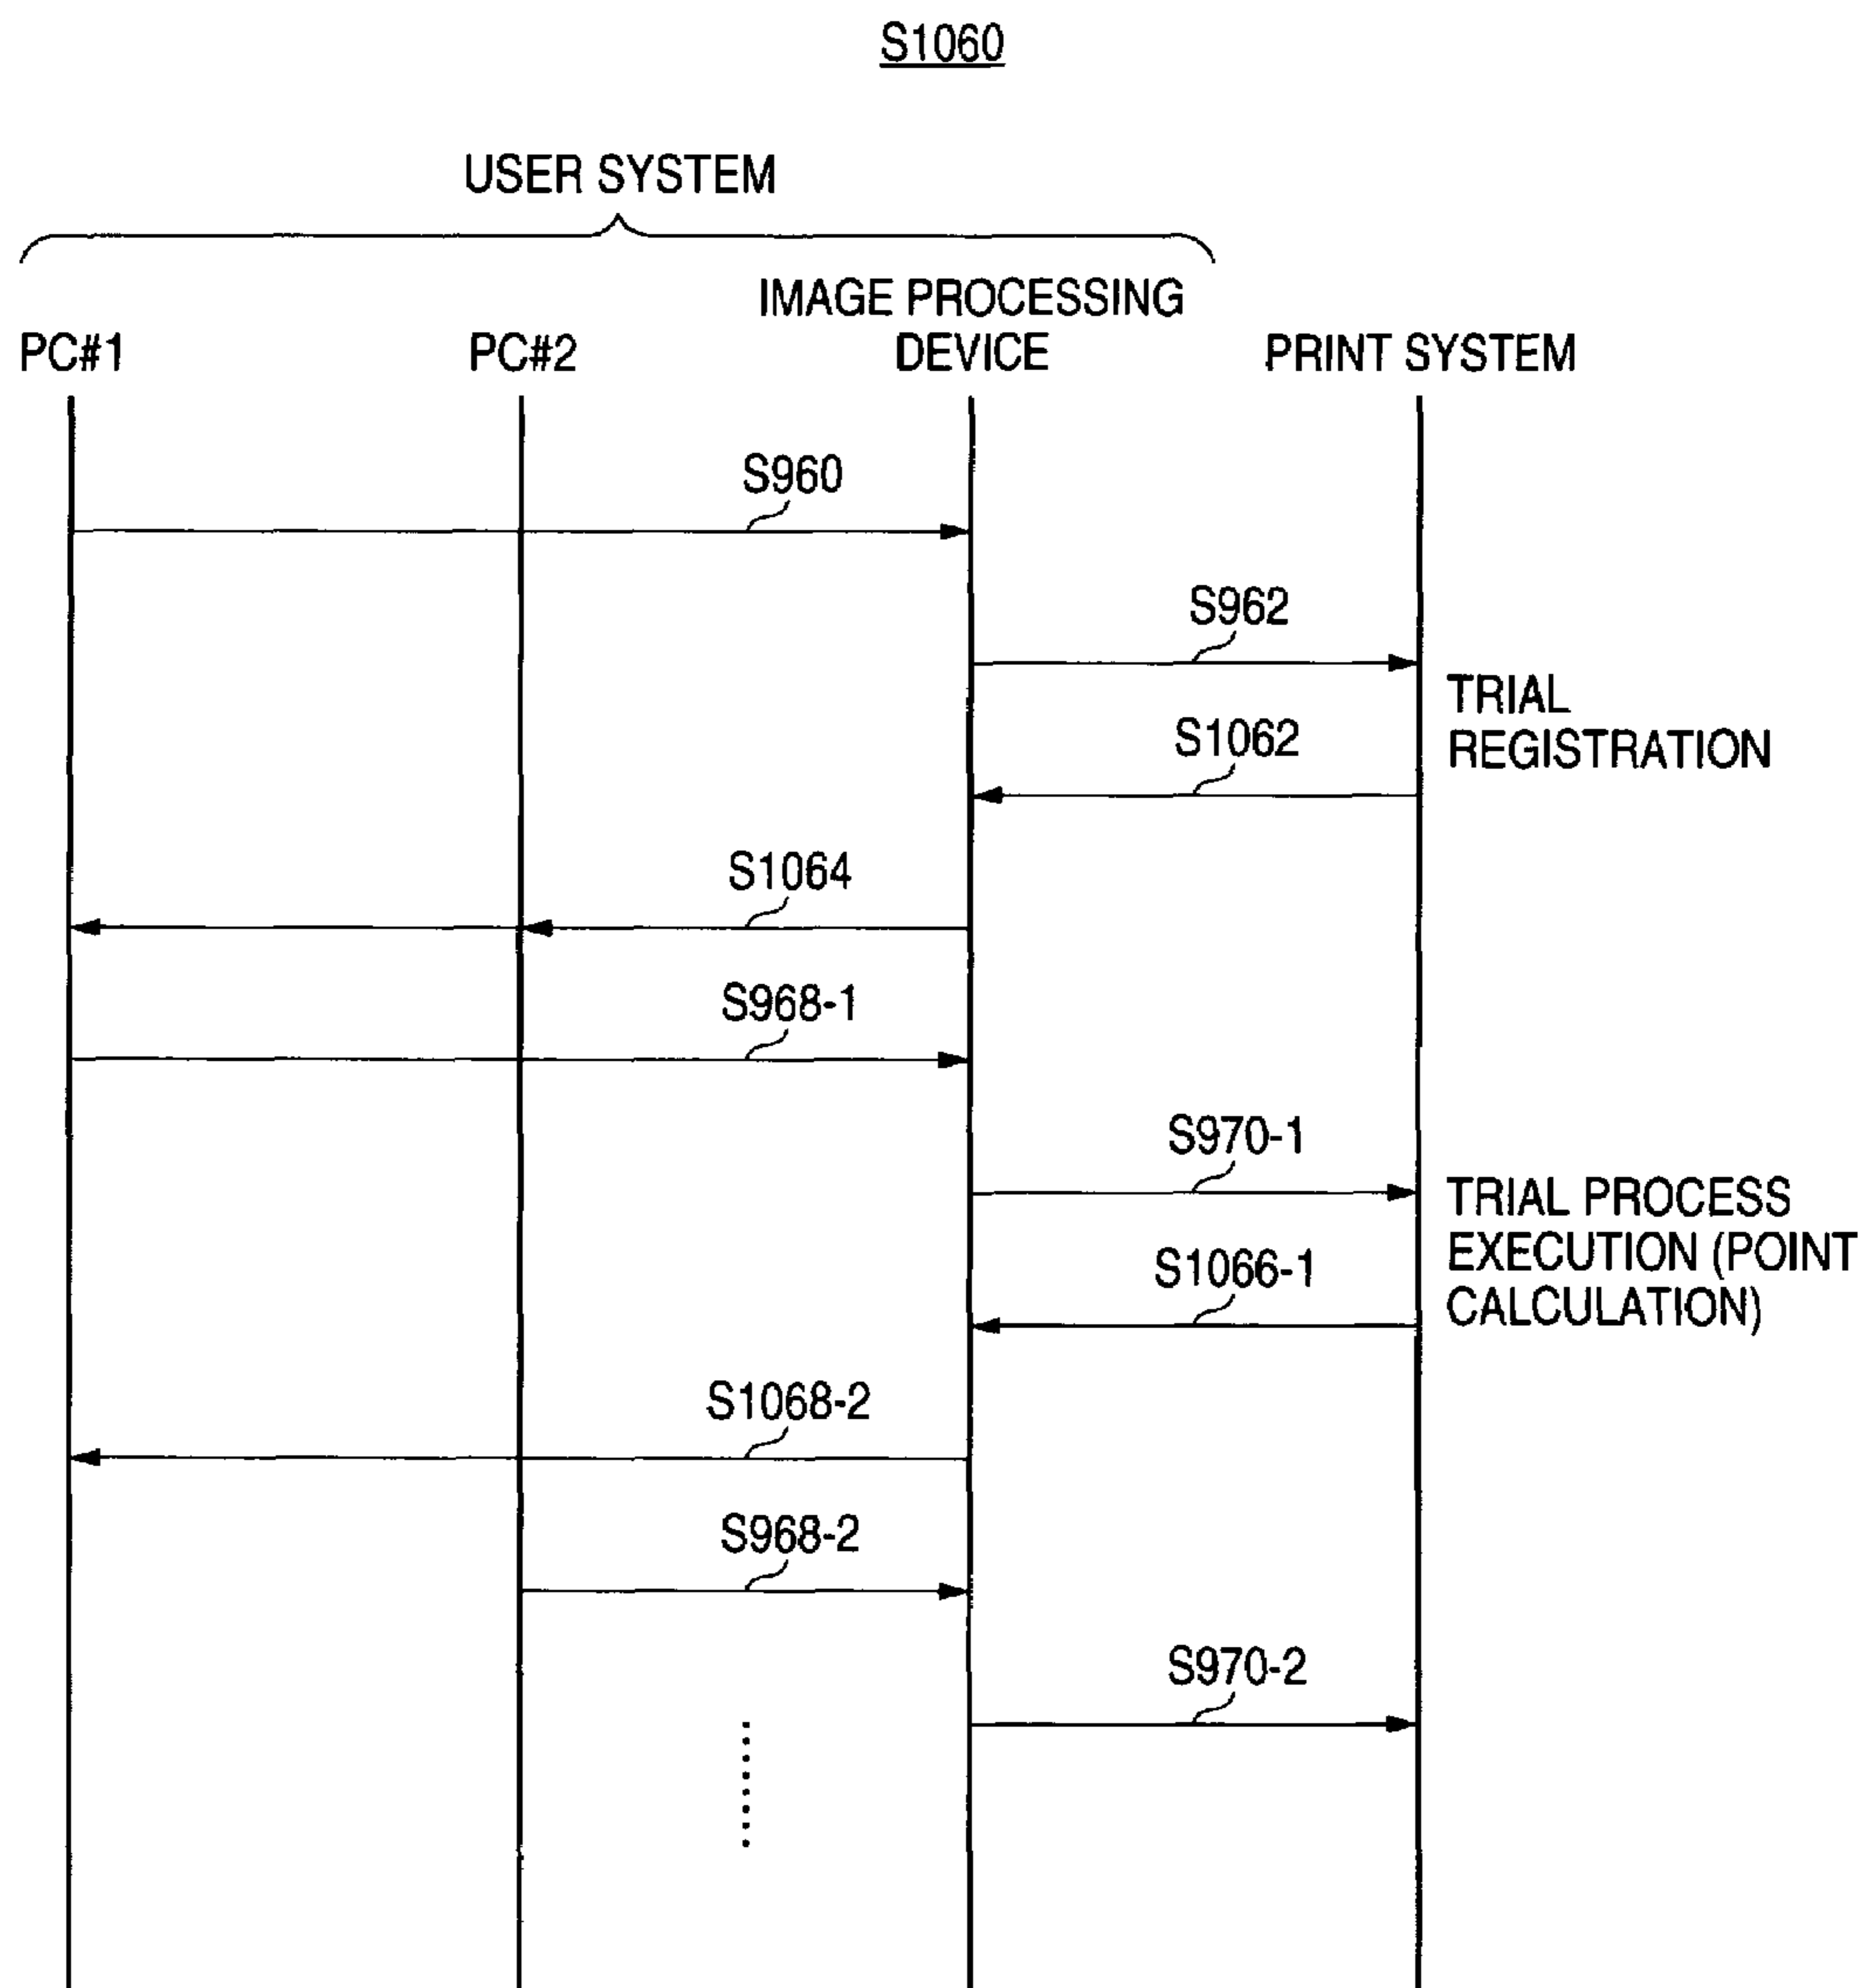 S1060
USER SYSTEM
IMAGE PROCESSING
DEVICE
PC#1
PC#2
PRINT SYSTEM
S960
S962
TRIAL
REGISTRATION
S1062
S1064
S968-1
S970-1
TRIAL PROCESS
EXECUTION (POINT
CALCULATION)
S1066-1
S1068-2
S968-2
S970-2